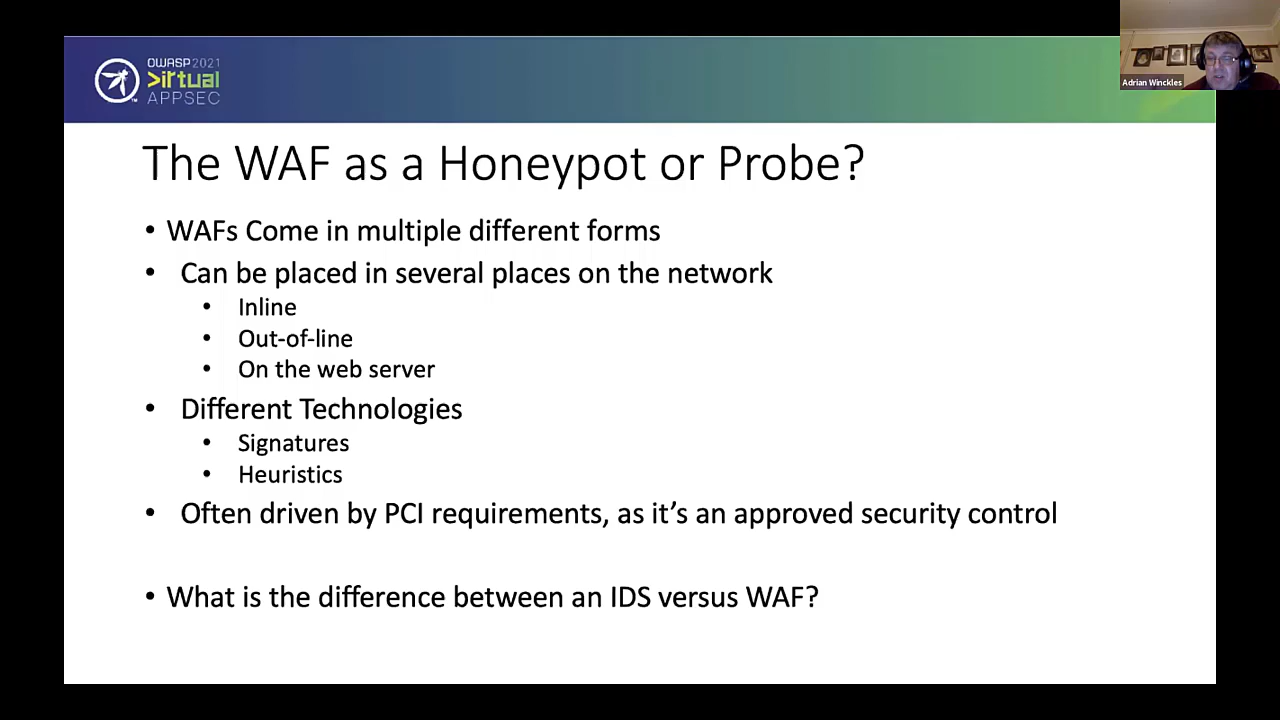 OWASP 2021
Virtual
APPSEC
Adrian Winckles
The WAF as a Honeypot or Probe?
• WAFs Come in multiple different forms
• Can be placed in several places on the network
• Inline
• Out-of-line
• On the web server
• Different Technologies
• Signatures
• Heuristics
• Often driven by PCI requirements, as it’s an approved security control
• What is the difference between an IDS versus WAF?